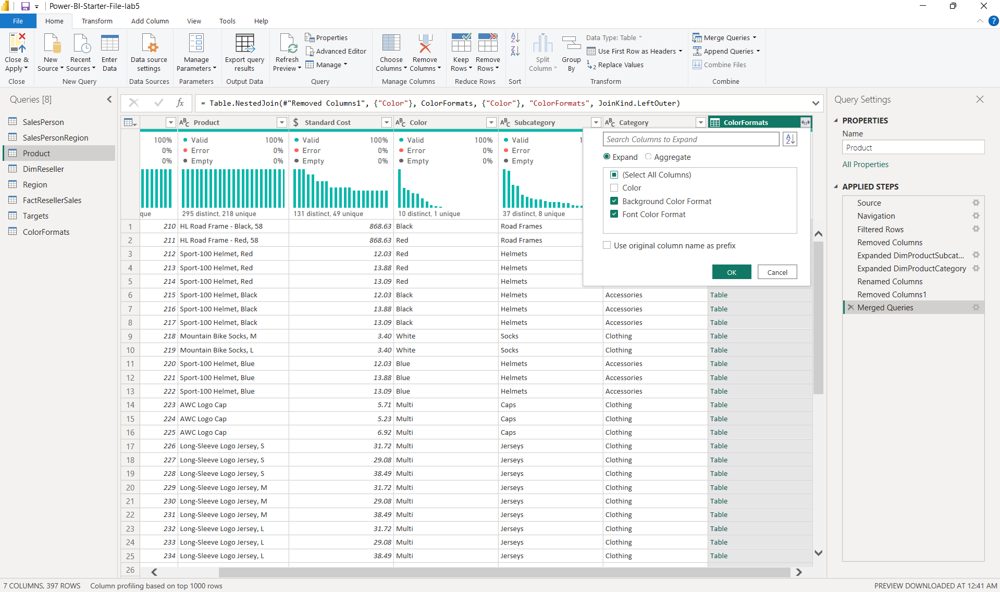 Power-BI-Starter-File-lab5
File Home Transform Add Column View Tools Help
Close & Apply
Close
New Source
Recent Sources
Enter Data
New Query
Data source settings
Data Sources
Manage Parameters
Parameters
Export query results
Output Data
Refresh Preview
Properties
Advanced Editor
Manage
Query
Choose Columns
Remove Columns
Manage Columns
Keep Rows
Remove Rows
Reduce Rows
Sort
Split Column
Group By
Data Type: Table
Use First Row as Headers
Replace Values
Transform
Merge Queries
Append Queries
Combine Files
Combine
Queries [8]
SalesPerson
SalesPersonRegion
Product
DimReseller
Region
FactResellerSales
Targets
ColorFormats
= Table.NestedJoin(#"Removed Columns1", {"Color"}, ColorFormats, {"Color"}, "ColorFormats", JoinKind.LeftOuter)
Product Standard Cost Color Subcategory Category ColorFormats
100% Valid 100% Valid 100% Valid 100% Valid 1
0% Error 0% Error 0% Error 0% Error
0% Empty 0% Empty 0% Empty 0% Empty
que 295 distinct, 218 unique 131 distinct, 49 unique 10 distinct, 1 unique 37 distinct, 8 unique
1 210 HL Road Frame - Black, 58 868.63 Black Road Frames
2 211 HL Road Frame - Red, 58 868.63 Red Road Frames
3 212 Sport-100 Helmet, Red 12.03 Red Helmets
4 213 Sport-100 Helmet, Red 13.88 Red Helmets
5 214 Sport-100 Helmet, Red 13.09 Red Helmets
6 215 Sport-100 Helmet, Black 12.03 Black Helmets Accessories Table
7 216 Sport-100 Helmet, Black 13.88 Black Helmets Accessories Table
8 217 Sport-100 Helmet, Black 13.09 Black Helmets Accessories Table
9 218 Mountain Bike Socks, M 3.40 White Socks Clothing Table
10 219 Mountain Bike Socks, L 3.40 White Socks Clothing Table
11 220 Sport-100 Helmet, Blue 12.03 Blue Helmets Accessories Table
12 221 Sport-100 Helmet, Blue 13.88 Blue Helmets Accessories Table
13 222 Sport-100 Helmet, Blue 13.09 Blue Helmets Accessories Table
14 223 AWC Logo Cap 5.71 Multi Caps Clothing Table
15 224 AWC Logo Cap 5.23 Multi Caps Clothing Table
16 225 AWC Logo Cap 6.92 Multi Caps Clothing Table
17 226 Long-Sleeve Logo Jersey, S 31.72 Multi Jerseys Clothing Table
18 227 Long-Sleeve Logo Jersey, S 29.08 Multi Jerseys Clothing Table
19 228 Long-Sleeve Logo Jersey, S 38.49 Multi Jerseys Clothing Table
20 229 Long-Sleeve Logo Jersey, M 31.72 Multi Jerseys Clothing Table
21 230 Long-Sleeve Logo Jersey, M 29.08 Multi Jerseys Clothing Table
22 231 Long-Sleeve Logo Jersey, M 38.49 Multi Jerseys Clothing Table
23 232 Long-Sleeve Logo Jersey, L 31.72 Multi Jerseys Clothing Table
24 233 Long-Sleeve Logo Jersey, L 29.08 Multi Jerseys Clothing Table
25 234 Long-Sleeve Logo Jersey, L 38.49 Multi Jerseys Clothing Table
26
Search Columns to Expand
Expand Aggregate
(Select All Columns)
Color
Background Color Format
Font Color Format
Use original column name as prefix
OK Cancel
Query Settings
PROPERTIES
Name
Product
All Properties
APPLIED STEPS
Source
Navigation
Filtered Rows
Removed Columns
Expanded DimProductSubcat...
Expanded DimProductCategory
Renamed Columns
Removed Columns1
Merged Queries
7 COLUMNS, 397 ROWS Column profiling based on top 1000 rows
PREVIEW DOWNLOADED AT 12:41 AM